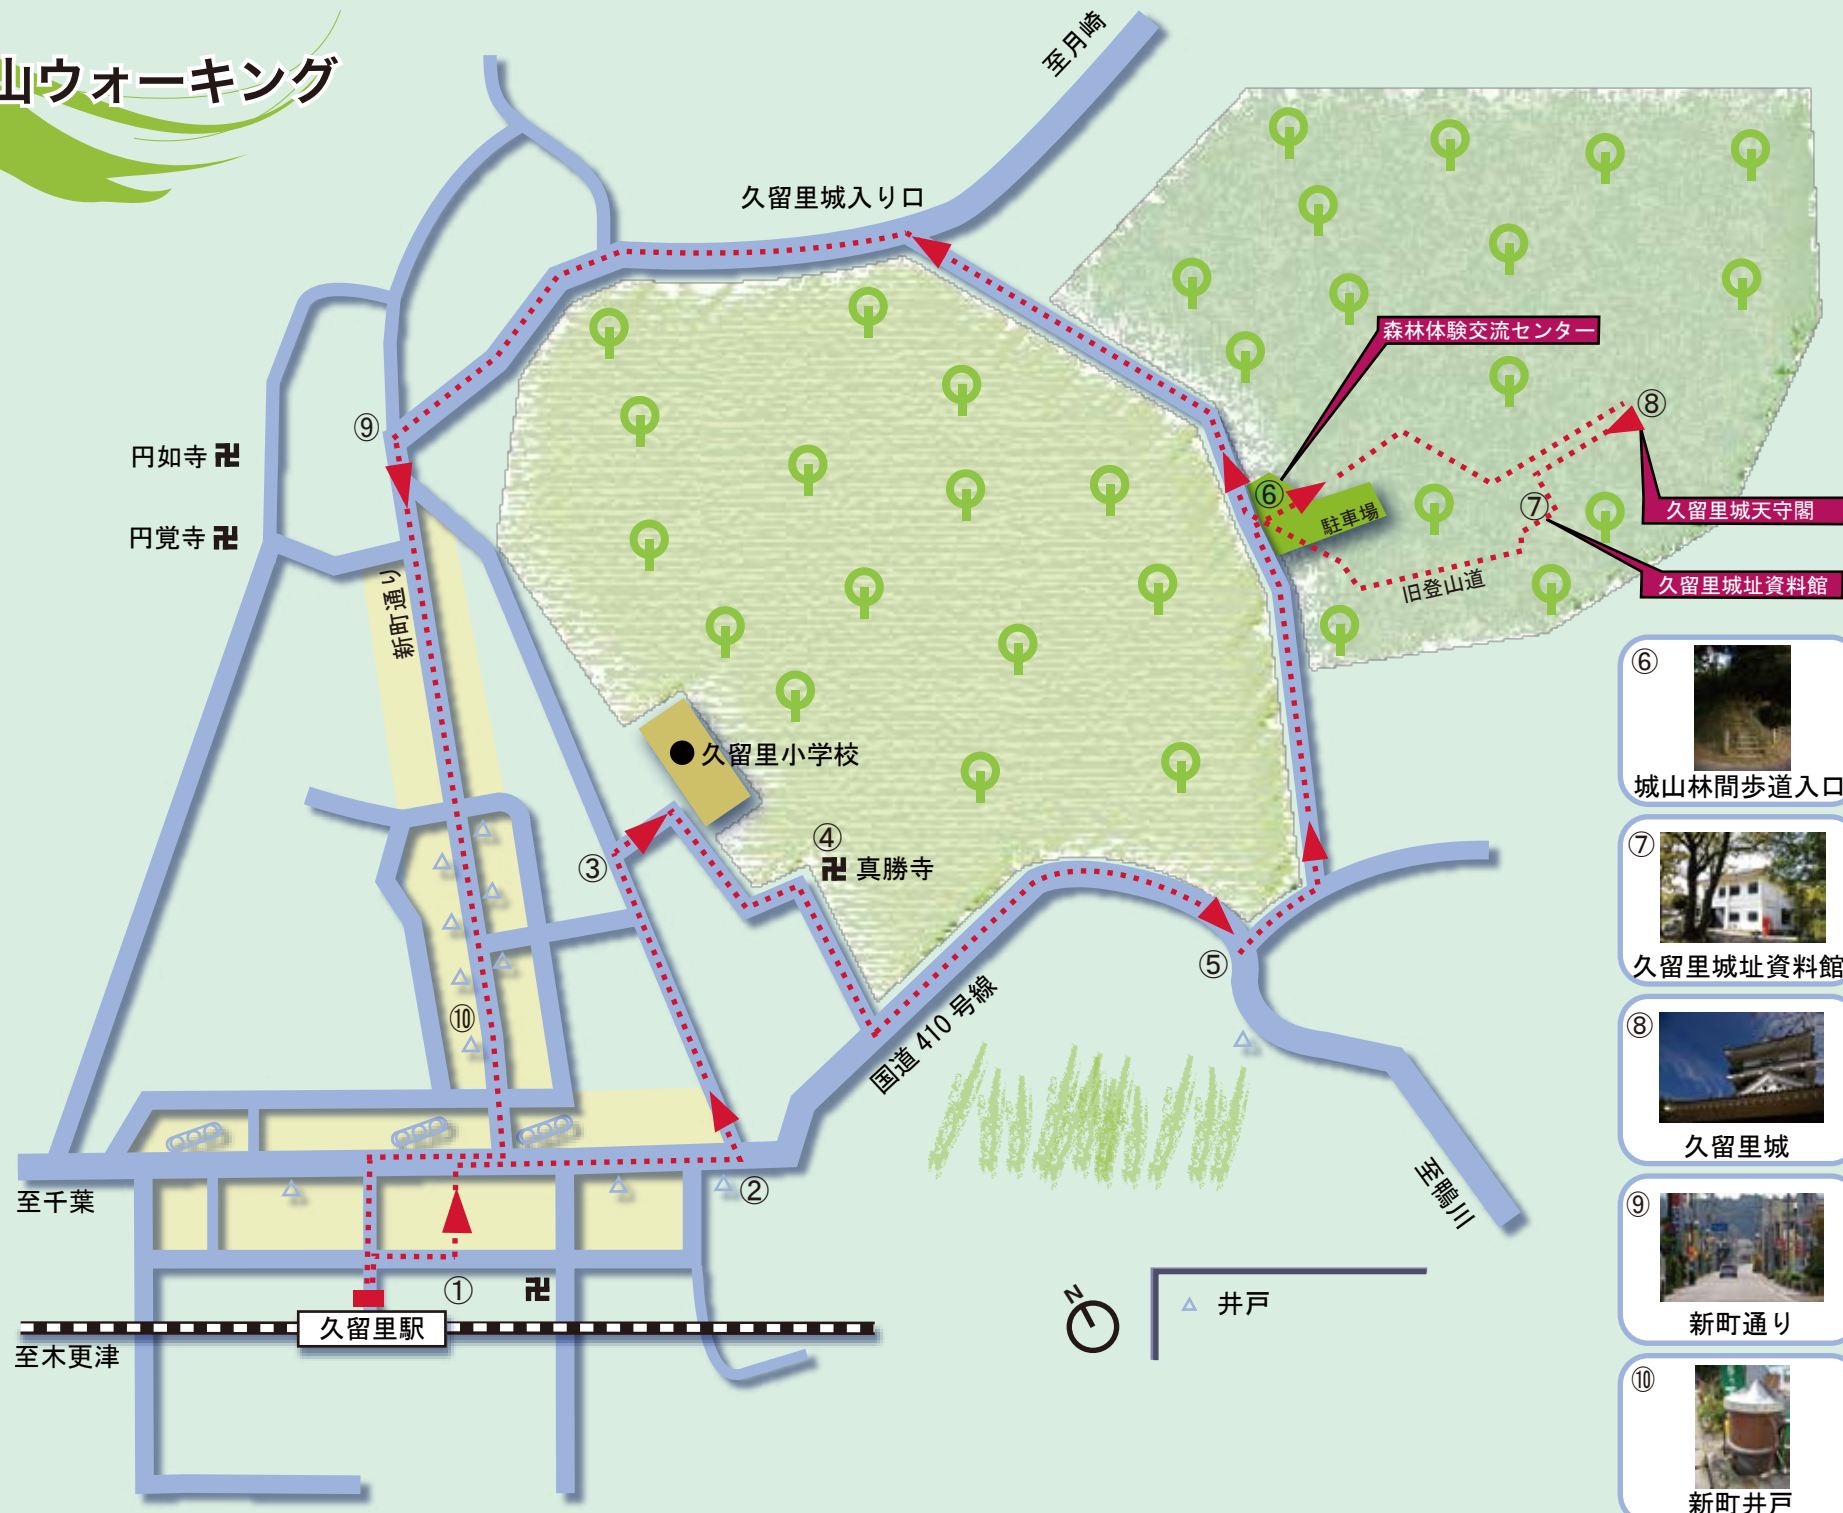 山ウォーキング
至月崎
久留里城入り口
森林体験交流センター
⑧
⑨
円如寺
⑥
駐車場
⑦
久留里城天守閣
円覚寺
新町通り
旧登山道
久留里城址資料館
⑥
城山林間歩道入口
久留里小学校
④
真勝寺
③
⑦
久留里城址資料館
⑤
⑩
国道410号線
⑧
久留里城
至千葉
②
至鴨川
⑨
新町通り
①
N
井戸
久留里駅
至木更津
⑩
新町井戸